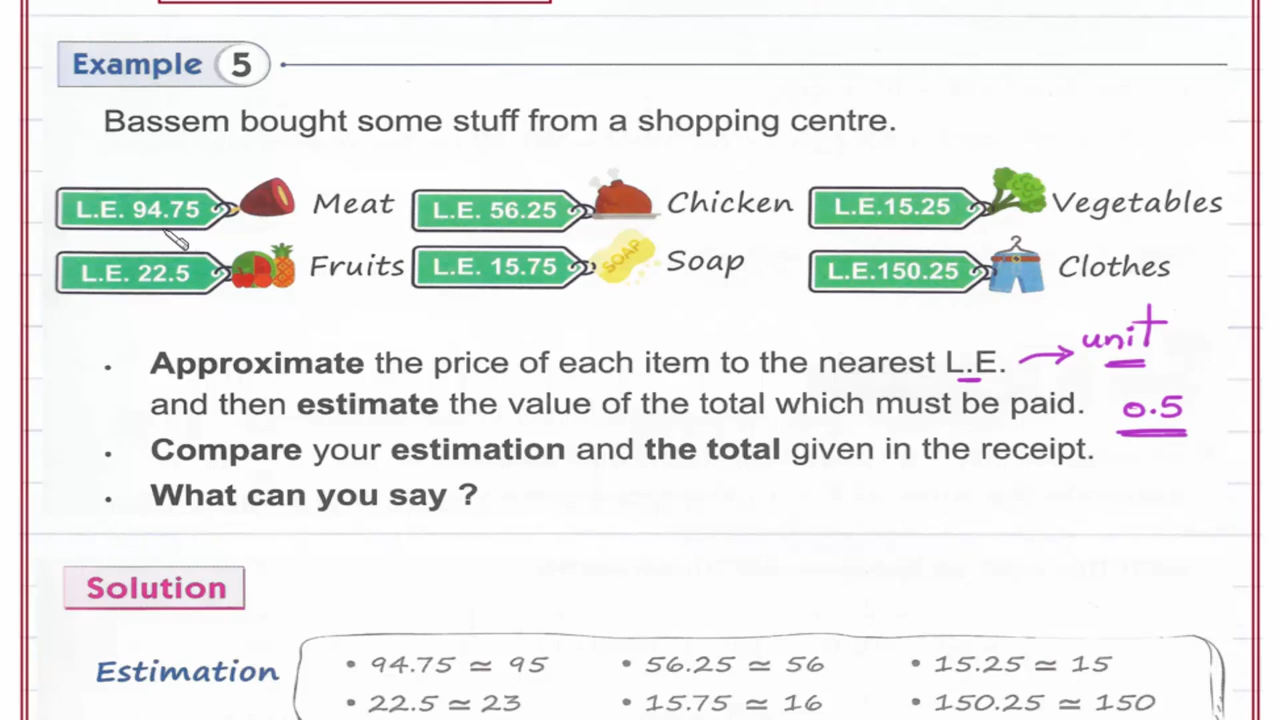 Example 5
Bassem bought some stuff from a shopping centre.
L.E. 94.75 Meat L.E. 56.25 Chicken L.E.15.25 Vegetables
L.E. 22.5 Fruits L.E. 15.75 SOAP Soap L.E.150.25 Clothes
unit
. Approximate the price of each item to the nearest L.E.
and then estimate the value of the total which must be paid. 0.5
. Compare your estimation and the total given in the receipt.
. What can you say ?
Solution
Estimation
• 94.75 ≃ 95 • 56.25 ≃ 56 • 15.25 ≃ 15
• 22.5 ≃ 23 • 15.75 ≃ 16 • 150.25 ≃ 150